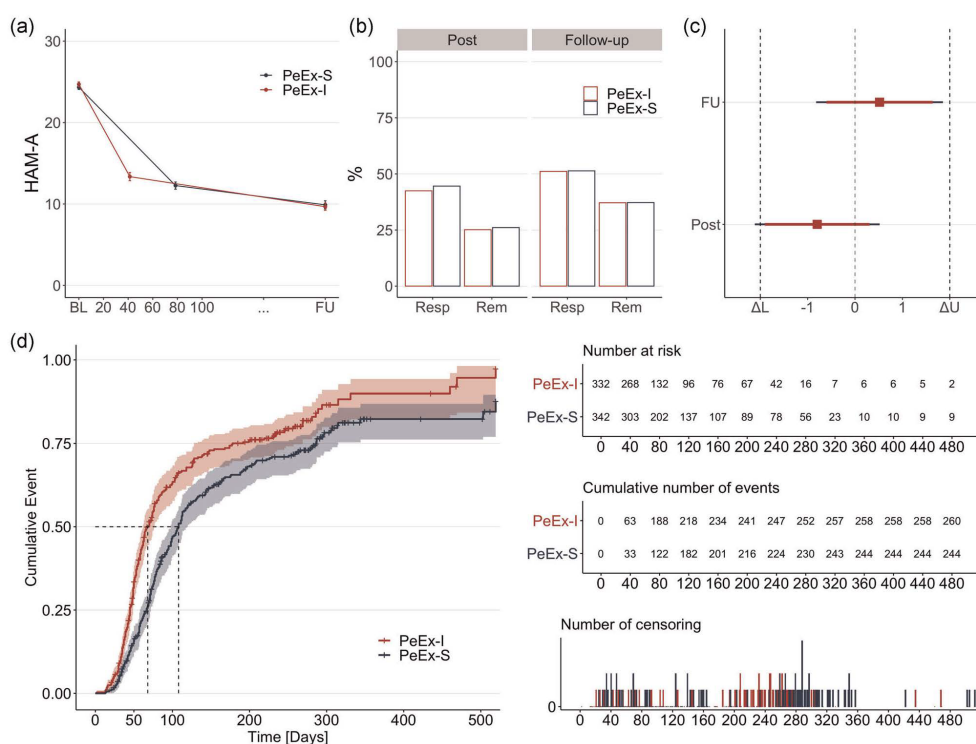 (a)
30
20
10
0
HAM-A
PeEx-S
PeEx-I
BL 20 40 60 80 100 ... FU
(b)
Post Follow-up
100
75
50
25
0
%
PeEx-I
PeEx-S
Resp Rem Resp Rem
(c)
FU
Post
ΔL -1 0 1 ΔU
(d)
1.00
0.75
0.50
0.25
0.00
Cumulative Event
PeEx-I
PeEx-S
0 50 100 200 300 400 500
Time [Days]
Number at risk
PeEx-I 332 268 132 96 76 67 42 16 7 6 6 5 2
PeEx-S 342 303 202 137 107 89 78 56 23 10 10 9 9
0 40 80 120 160 200 240 280 320 360 400 440 480
Cumulative number of events
PeEx-I 0 63 188 218 234 241 247 252 257 258 258 258 260
PeEx-S 0 33 122 182 201 216 224 230 243 244 244 244 244
0 40 80 120 160 200 240 280 320 360 400 440 480
Number of censoring
0
0 40 80 120 160 200 240 280 320 360 400 440 480